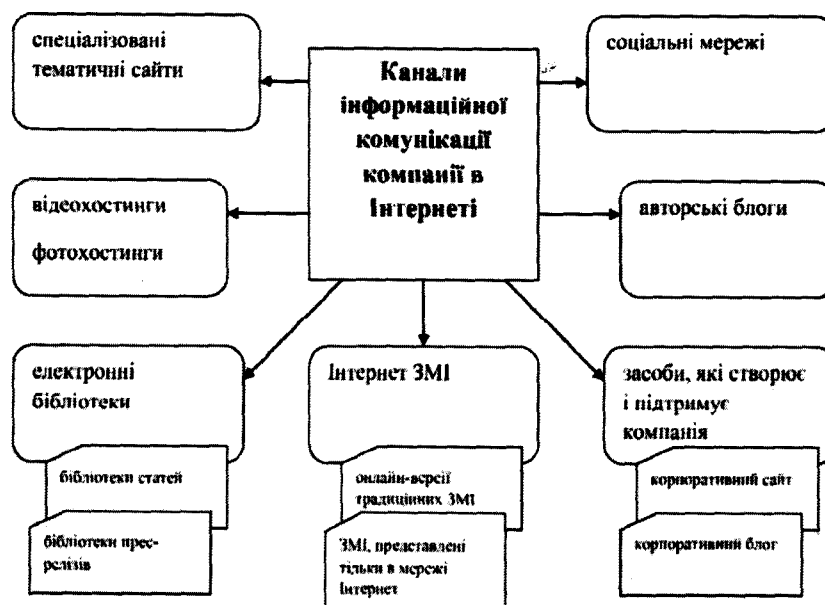 спеціалізовані
тематичні сайти
Канали
інформаційної
комунікації
компанії в
Інтернеті
соціальні мережі
відеохостинги
фотохостинги
авторські блоги
електронні
бібліотеки
бібліотеки статей
бібліотеки прес-
релізів
Інтернет ЗМІ
онлайн-версії
традиційних ЗМІ
ЗМІ, представлені
тільки в мережі
Інтернет
засоби, які створює
і підтримує
компанія
корпоративний сайт
корпоративний блог